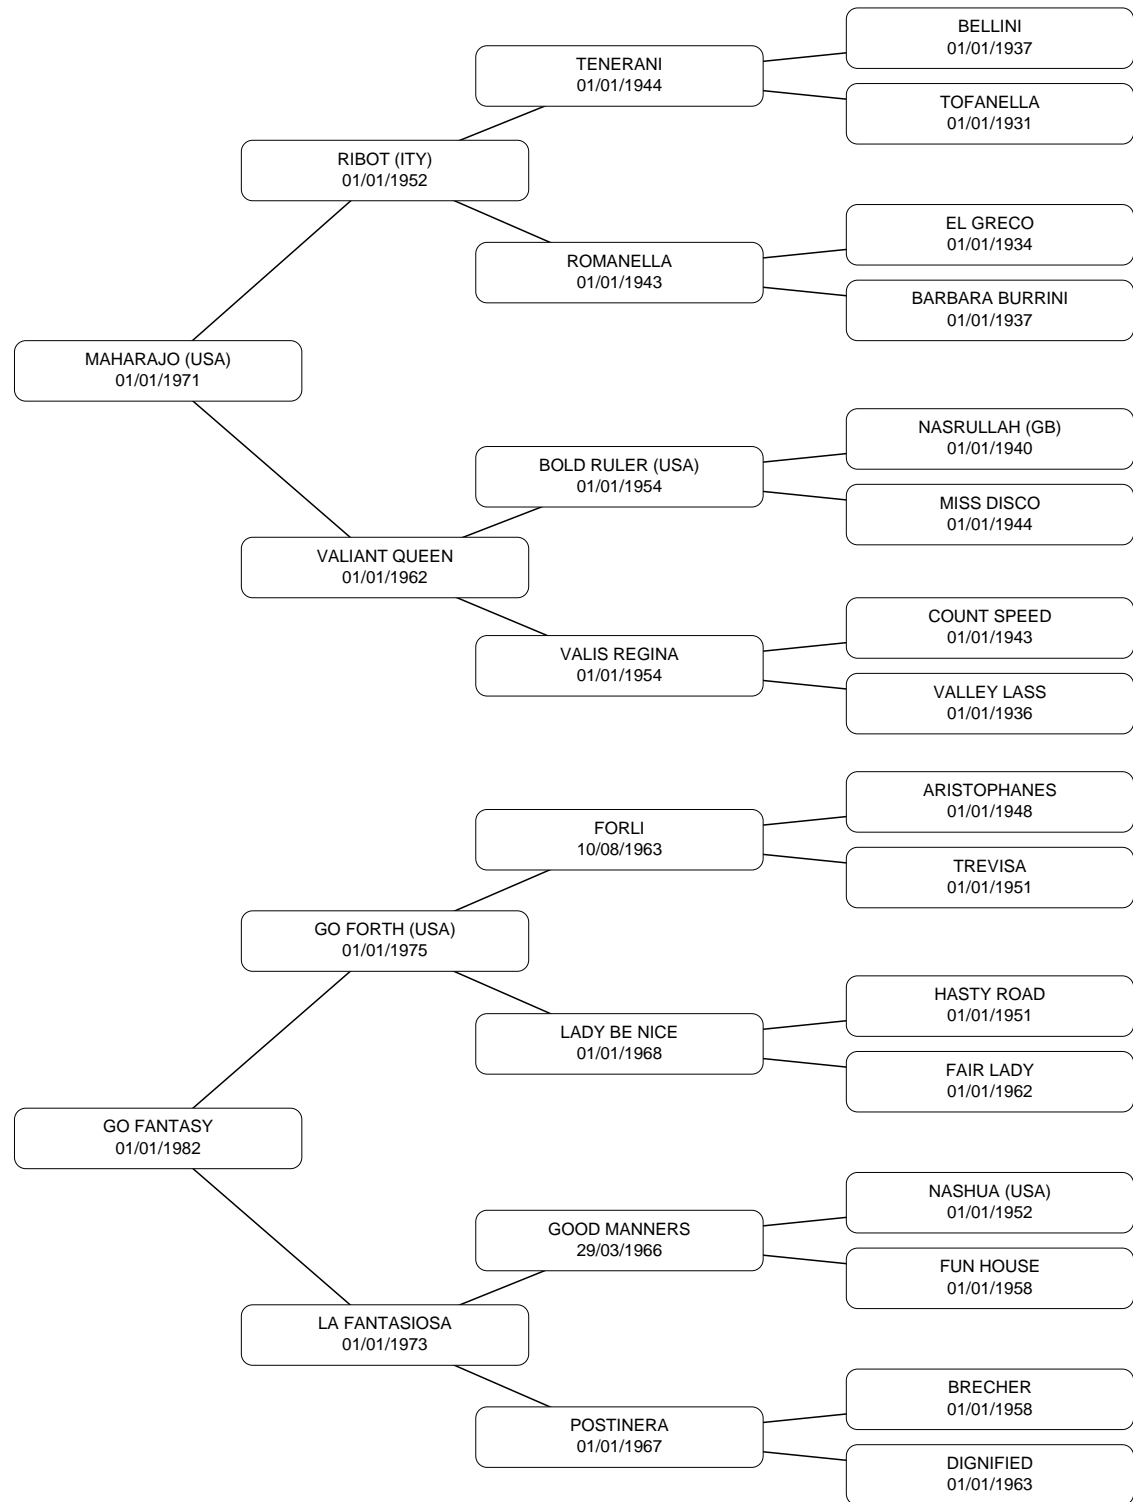 BELLINI
01/01/1937
TENERANI
01/01/1944
TOFANELLA
01/01/1931
RIBOT (ITY)
01/01/1952
EL GRECO
01/01/1934
ROMANELLA
01/01/1943
BARBARA BURRINI
01/01/1937
MAHARAJO (USA)
01/01/1971
NASRULLAH (GB)
01/01/1940
BOLD RULER (USA)
01/01/1954
MISS DISCO
01/01/1944
VALIANT QUEEN
01/01/1962
COUNT SPEED
01/01/1943
VALIS REGINA
01/01/1954
VALLEY LASS
01/01/1936
ARISTOPHANES
01/01/1948
FORLI
10/08/1963
TREVISA
01/01/1951
GO FORTH (USA)
01/01/1975
HASTY ROAD
01/01/1951
LADY BE NICE
01/01/1968
FAIR LADY
01/01/1962
GO FANTASY
01/01/1982
NASHUA (USA)
01/01/1952
GOOD MANNERS
29/03/1966
FUN HOUSE
01/01/1958
LA FANTASIOSA
01/01/1973
BRECHER
01/01/1958
POSTINERA
01/01/1967
DIGNIFIED
01/01/1963